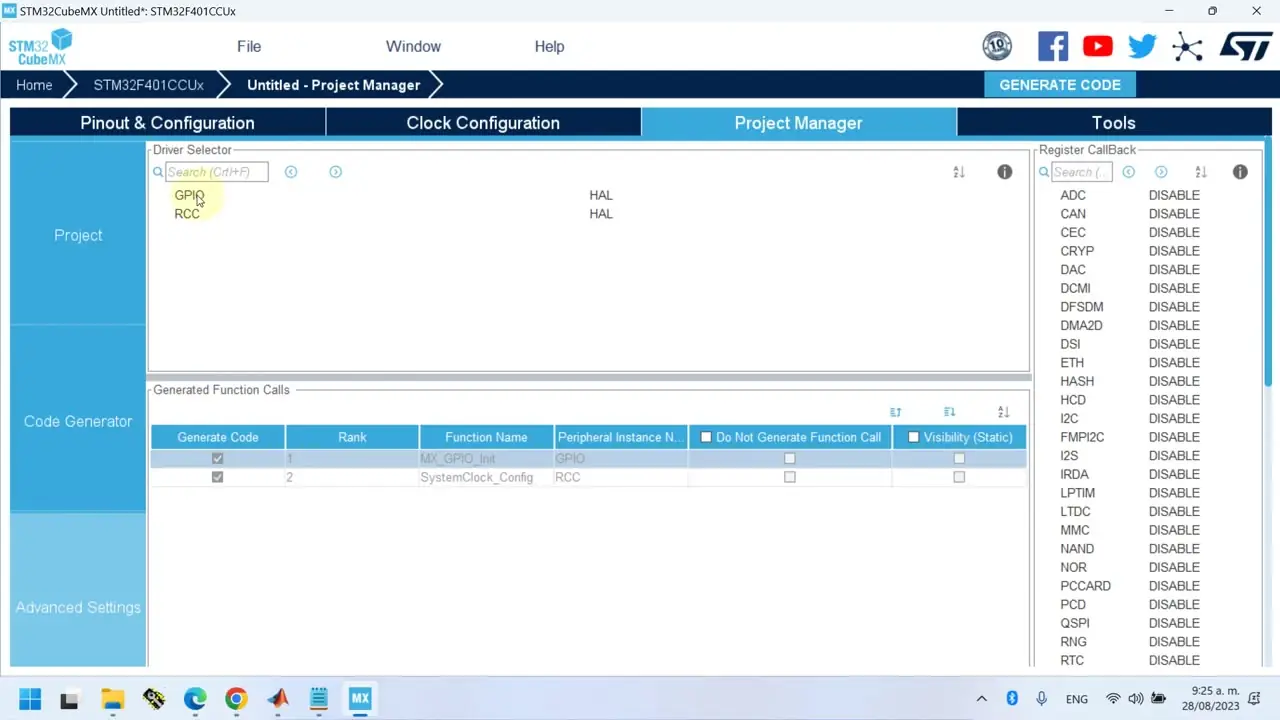 STM32CubeMX Untitled*: STM32F401CCUx
STM32
CubeMX
File Window Help
10
ST
Home STM32F401CCUx Untitled - Project Manager GENERATE CODE
Pinout & Configuration Clock Configuration Project Manager Tools
Project
Code Generator
Advanced Settings
Driver Selector
Search (Crtl+F)
GPIO HAL
RCC HAL
Generated Function Calls
Generate Code Rank Function Name Peripheral Instance N... Do Not Generate Function Call Visibility (Static)
1 MX_GPIO_Init GPIO
2 SystemClock_Config RCC
Register CallBack
Search (...
ADC DISABLE
CAN DISABLE
CEC DISABLE
CRYP DISABLE
DAC DISABLE
DCMI DISABLE
DFSDM DISABLE
DMA2D DISABLE
DSI DISABLE
ETH DISABLE
HASH DISABLE
HCD DISABLE
I2C DISABLE
FMPI2C DISABLE
I2S DISABLE
IRDA DISABLE
LPTIM DISABLE
LTDC DISABLE
MMC DISABLE
NAND DISABLE
NOR DISABLE
PCCARD DISABLE
PCD DISABLE
QSPI DISABLE
RNG DISABLE
RTC DISABLE
MX
ENG
9:25 a. m.
28/08/2023